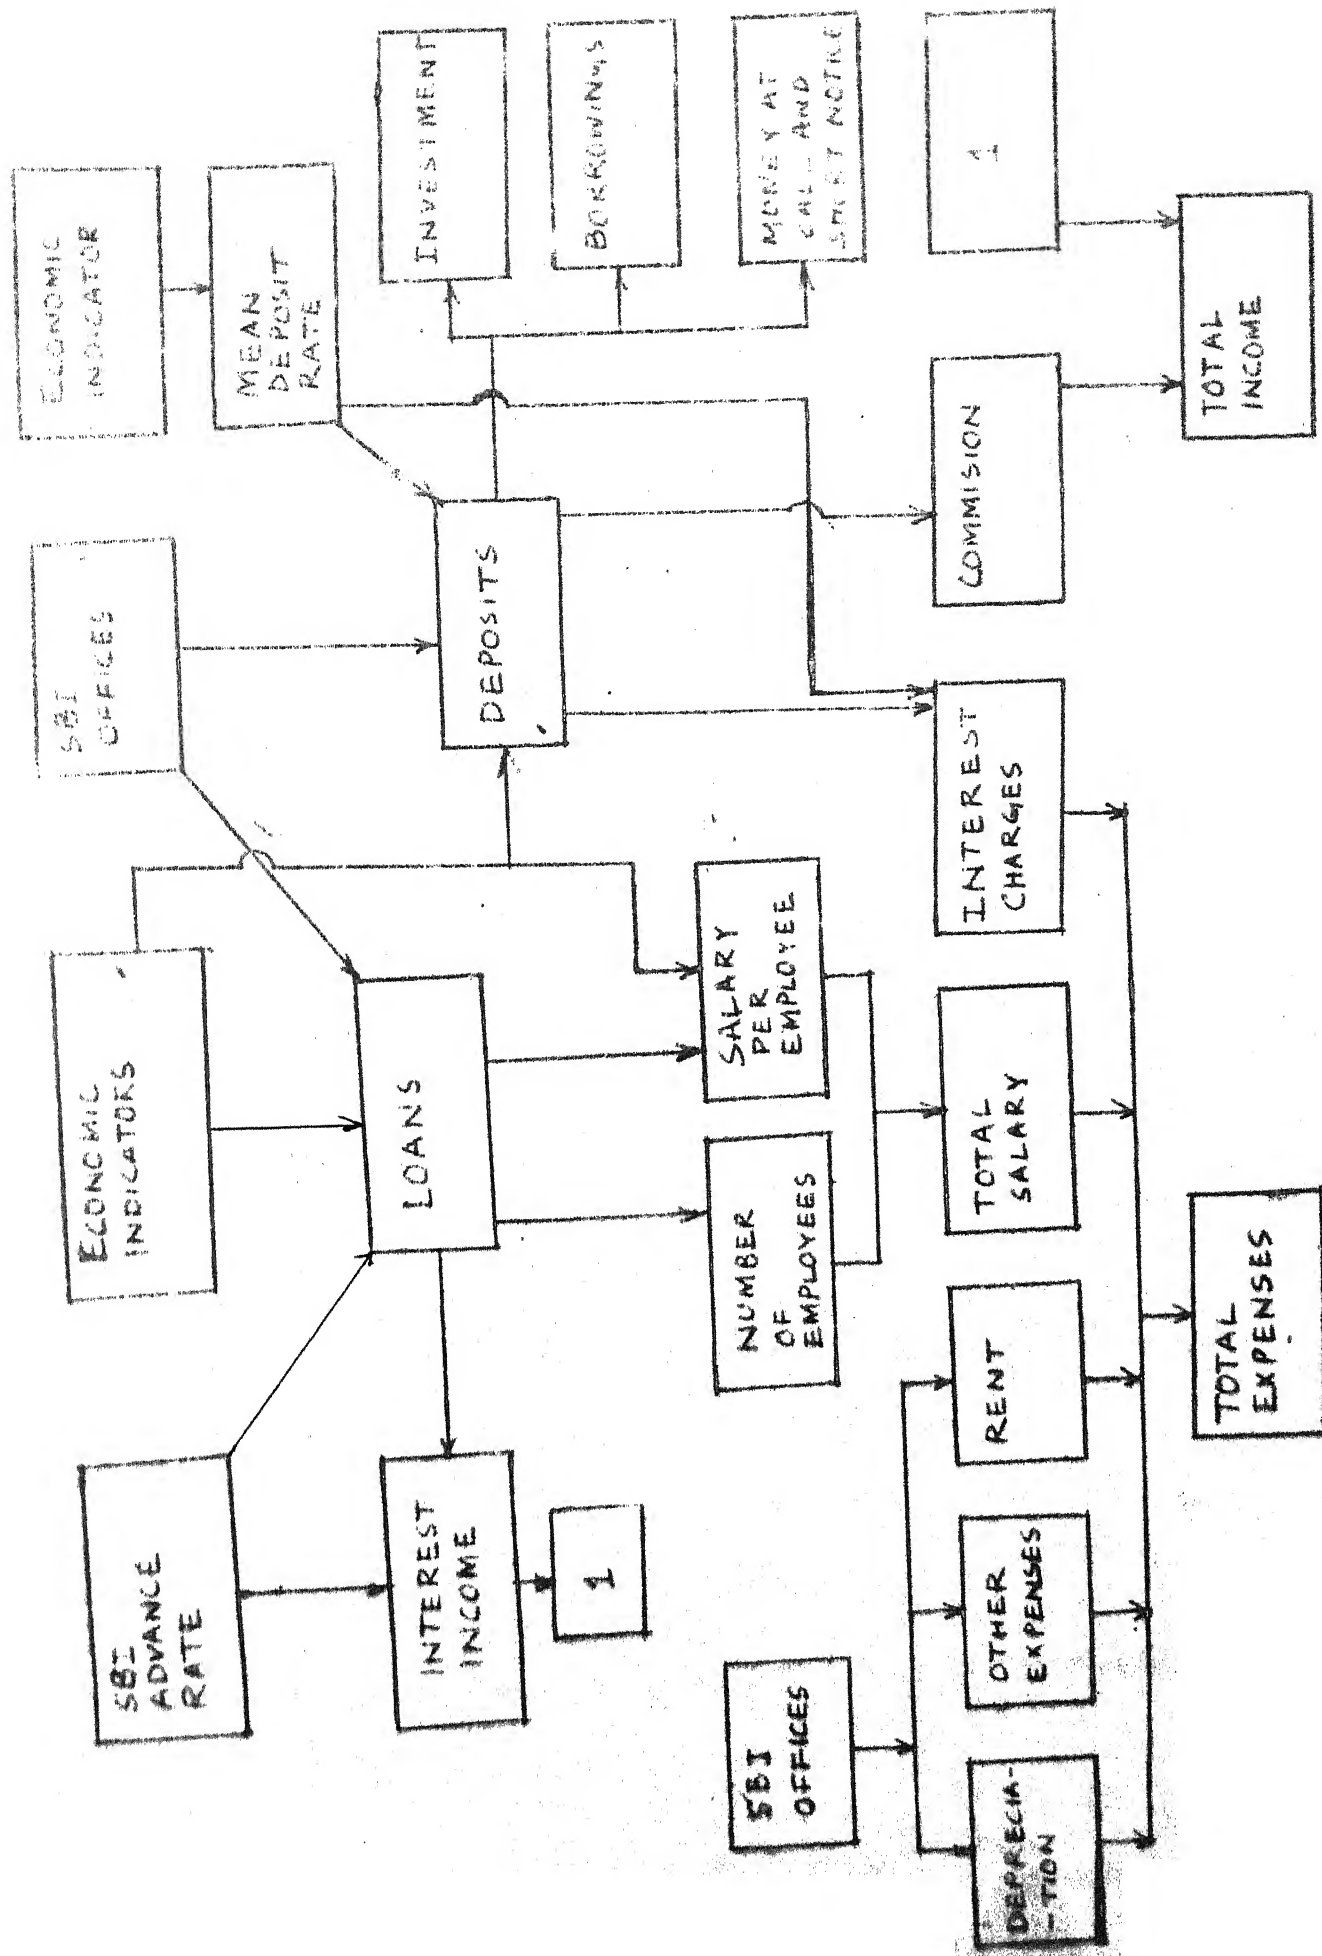 SBI
ADVANCE
RATE
ECONOMIC
INDICATORS
SBI
OFFICES
ECONOMIC
INDICATOR
MEAN
DEPOSIT
RATE
INTEREST
INCOME
LOANS
DEPOSITS
INVESTMENT
BORROWINGS
MONEY AT
CALL AND
SHORT NOTICE
1
SBI
OFFICES
NUMBER
OF
EMPLOYEES
SALARY
PER
EMPLOYEE
DEPRECIA-
-TION
OTHER
EXPENSES
RENT
TOTAL
SALARY
INTEREST
CHARGES
COMMISION
1
TOTAL
EXPENSES
TOTAL
INCOME